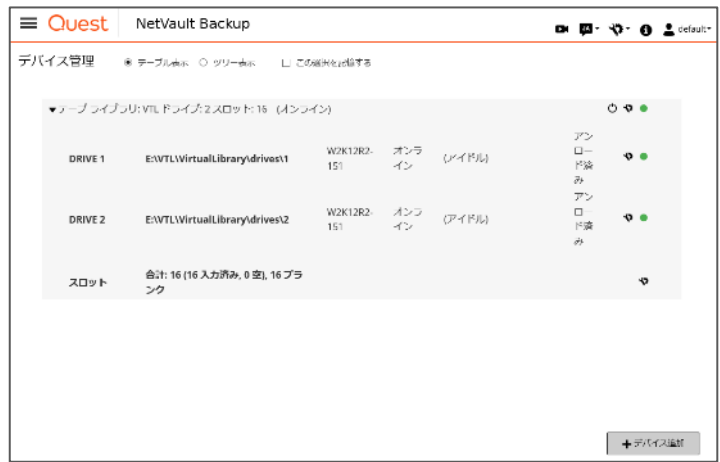 Quest NetVault Backup default
デバイス管理 テーブル表示 ツリー表示 この選択を記憶する
テープ ライブラリ: VTL ドライブ: 2 スロット: 16 (オンライン)
DRIVE 1 E:\VTL\VirtualLibrary\drives\1 W2K12R2-151 オンライン (アイドル) アンロード済み
DRIVE 2 E:\VTL\VirtualLibrary\drives\2 W2K12R2-151 オンライン (アイドル) アンロード済み
スロット 合計: 16 (16 入力済み, 0 空), 16 ブランク
デバイス追加